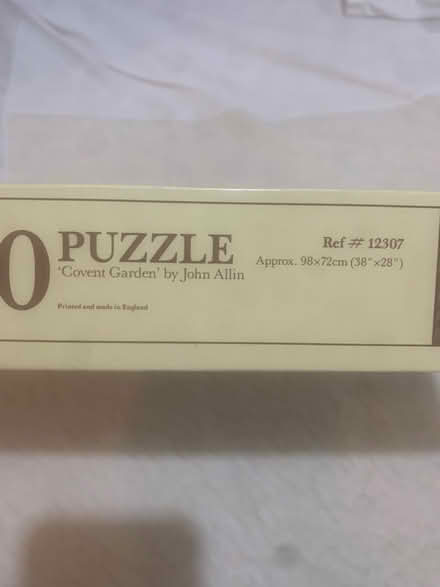 0 PUZZLE
'Covent Garden' by John Allin
Ref # 12307
Approx. 98×72cm (38"×28")
Printed and made in England